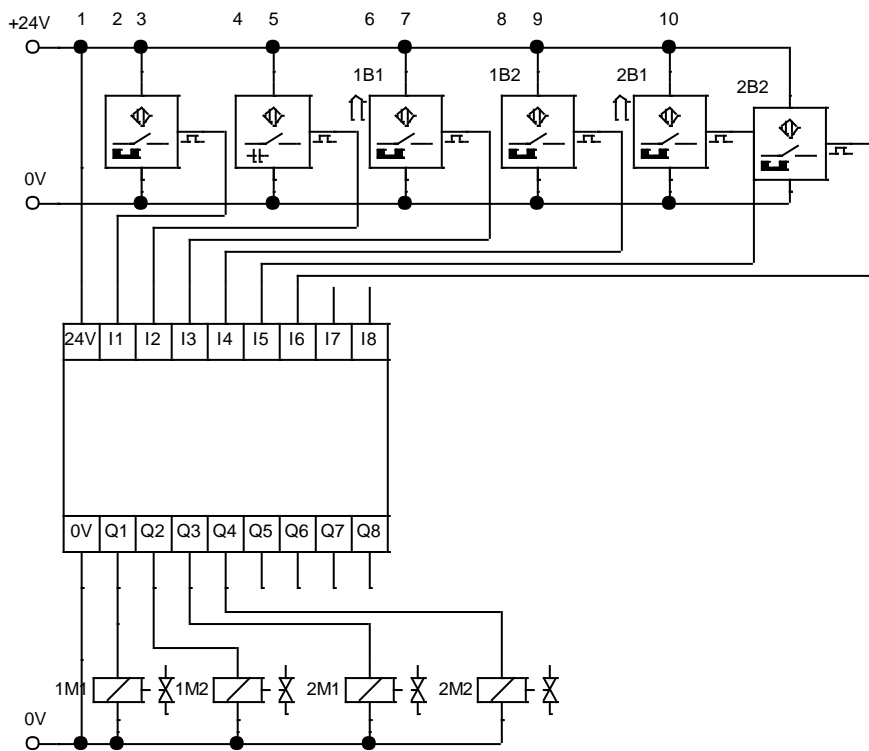 +24V 1 2 3 4 5 6 7 8 9 10
1B1 1B2 2B1 2B2
0V
24V I1 I2 I3 I4 I5 I6 I7 I8
0V Q1 Q2 Q3 Q4 Q5 Q6 Q7 Q8
1M1 1M2 2M1 2M2
0V